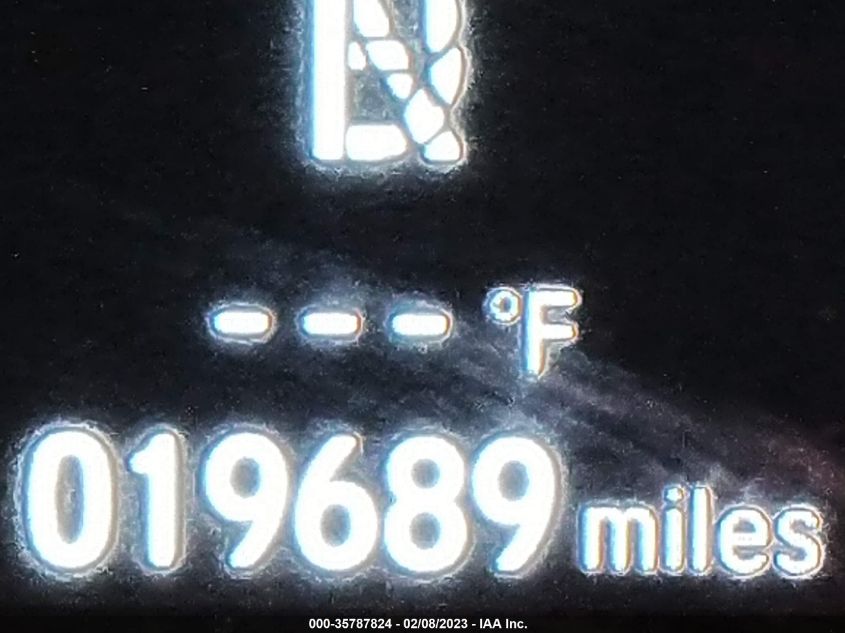 --- °F
019689 miles
000-35787824 - 02/08/2023 - IAA Inc.